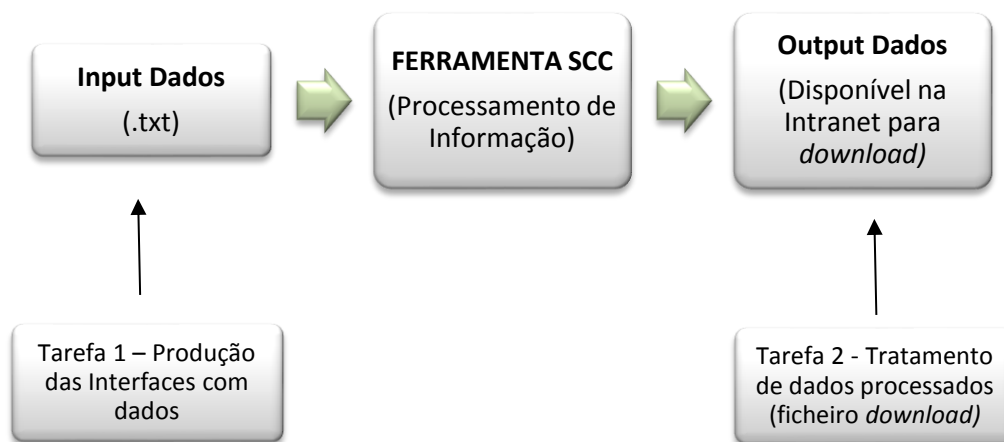 Input Dados
(.txt)
FERRAMENTA SCC
(Processamento de
Informação)
Output Dados
(Disponível na
Intranet para
download)
Tarefa 1 – Produção
das Interfaces com
dados
Tarefa 2 - Tratamento
de dados processados
(ficheiro download)